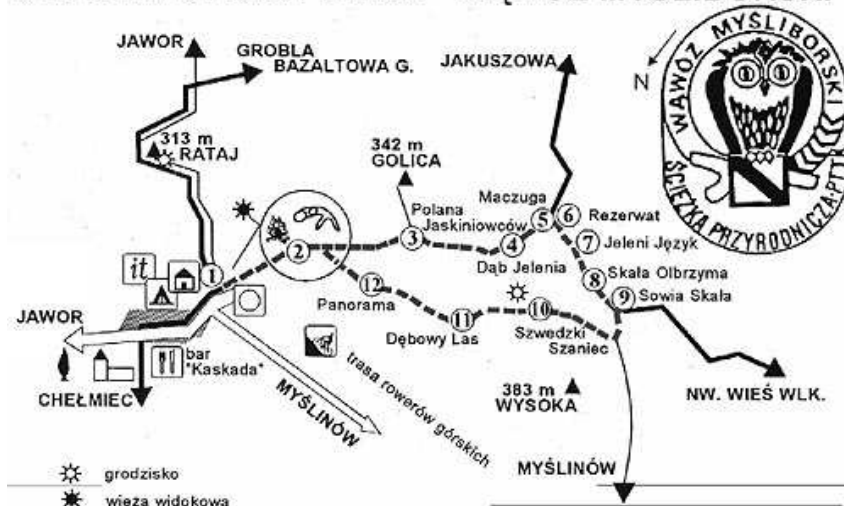 JAWOR
GROBLA
BAZALTOWA G.
JAKUSZOWA
N
WĄWÓZ MYŚLIBORSKI
ŚCIEŻKA PRZYRODNICZA-PTTK
313 m
RATAJ
342 m
GOLICA
Maczuga
Polana
Jaskiniowców
5
6
Rezerwat
3
4
7
Jeleni Język
Dąb Jelenia
2
it
1
8
Skała Olbrzyma
12
Panorama
9
Sowia Skała
JAWOR
11
10
Dębowy Las
Szwedzki
Szaniec
bar
"Kaskada"
trasa rowerów górskich
MYŚLINÓW
383 m
WYSOKA
NW. WIEŚ WLK.
CHEŁMIEC
MYŚLINÓW
grodzisko
wieża widokowa